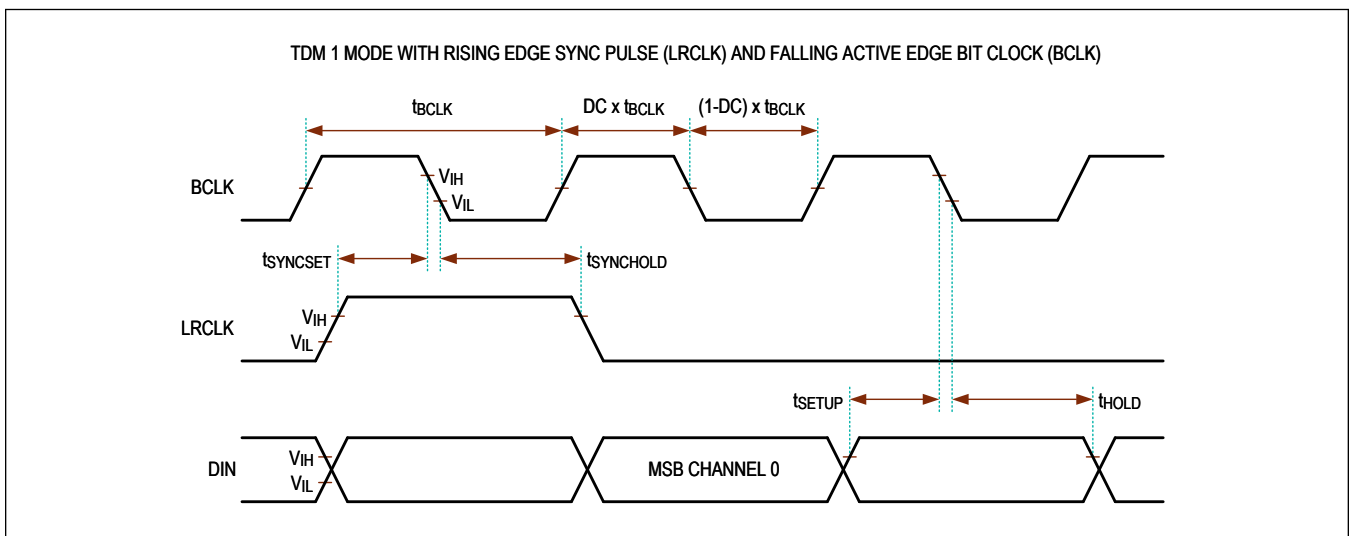 TDM 1 MODE WITH RISING EDGE SYNC PULSE (LRCLK) AND FALLING ACTIVE EDGE BIT CLOCK (BCLK)
tBCLK
DC x tBCLK
(1-DC) x tBCLK
BCLK
VIH
VIL
tSYNCSET
tSYNCHOLD
LRCLK
VIH
VIL
tSETUP
tHOLD
DIN
VIH
VIL
MSB CHANNEL 0